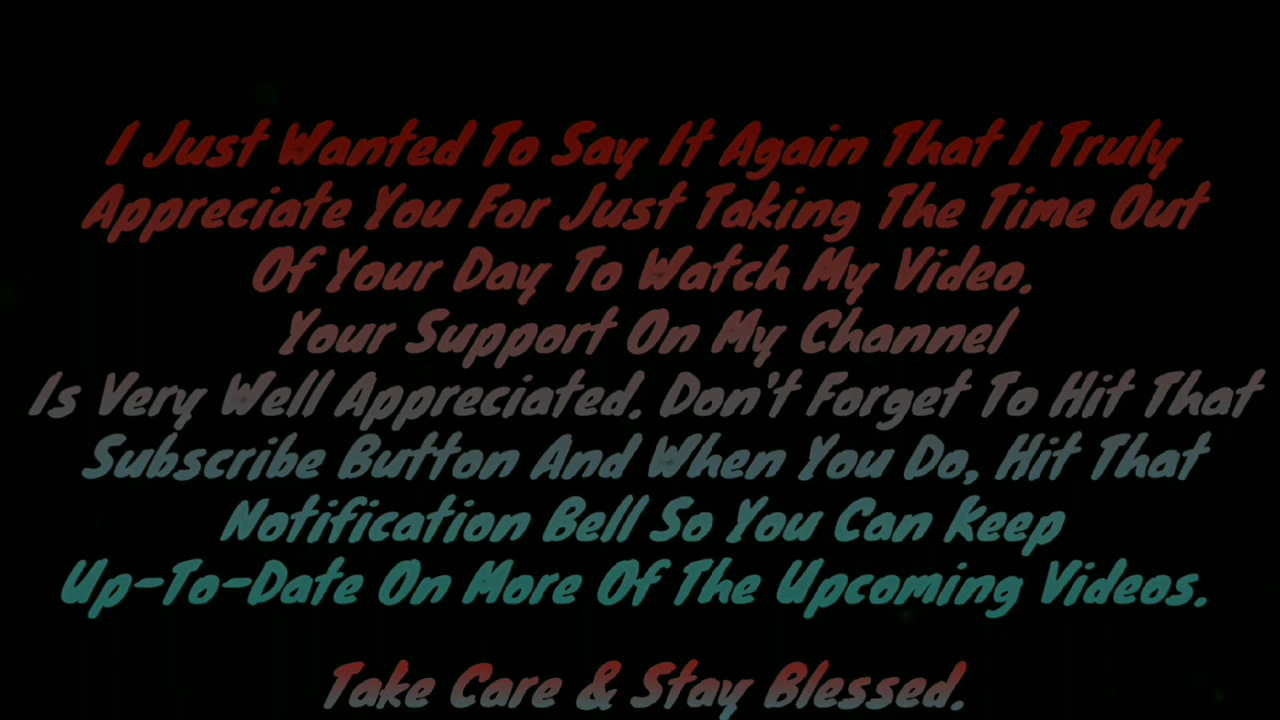 I Just Wanted To Say It Again That I Truly
Appreciate You For Just Taking The Time Out
Of Your Day To Watch My Video.
Your Support On My Channel
Is Very Well Appreciated. Don't Forget To Hit That
Subscribe Button And When You Do, Hit That
Notification Bell So You Can Keep
Up-To-Date On More Of The Upcoming Videos.
Take Care & Stay Blessed.